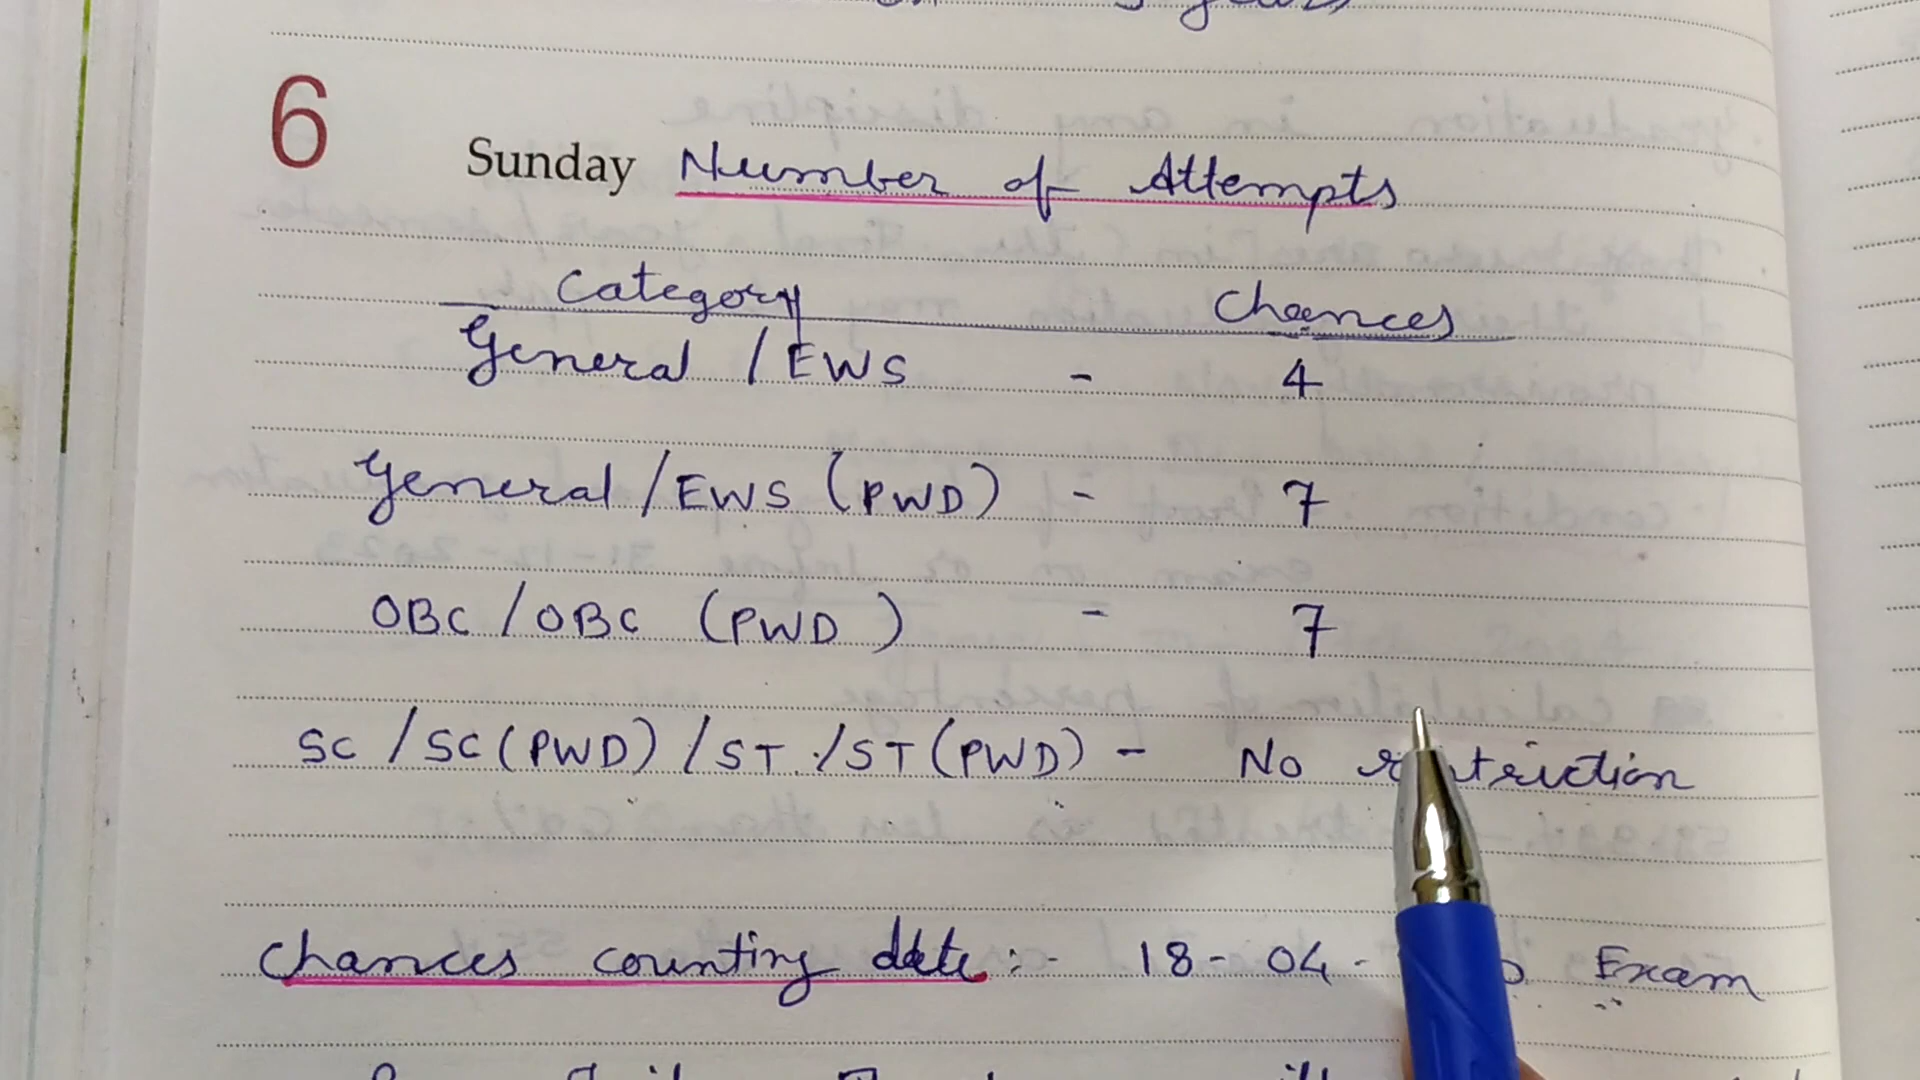 6
Sunday Number of Attempts
Category Chances
General / EWS - 4
General / EWS (PWD) - 7
OBC / OBC (PWD) - 7
SC / SC (PWD) / ST / ST (PWD) - No restriction
Chances counting date :- 18-04- Exam